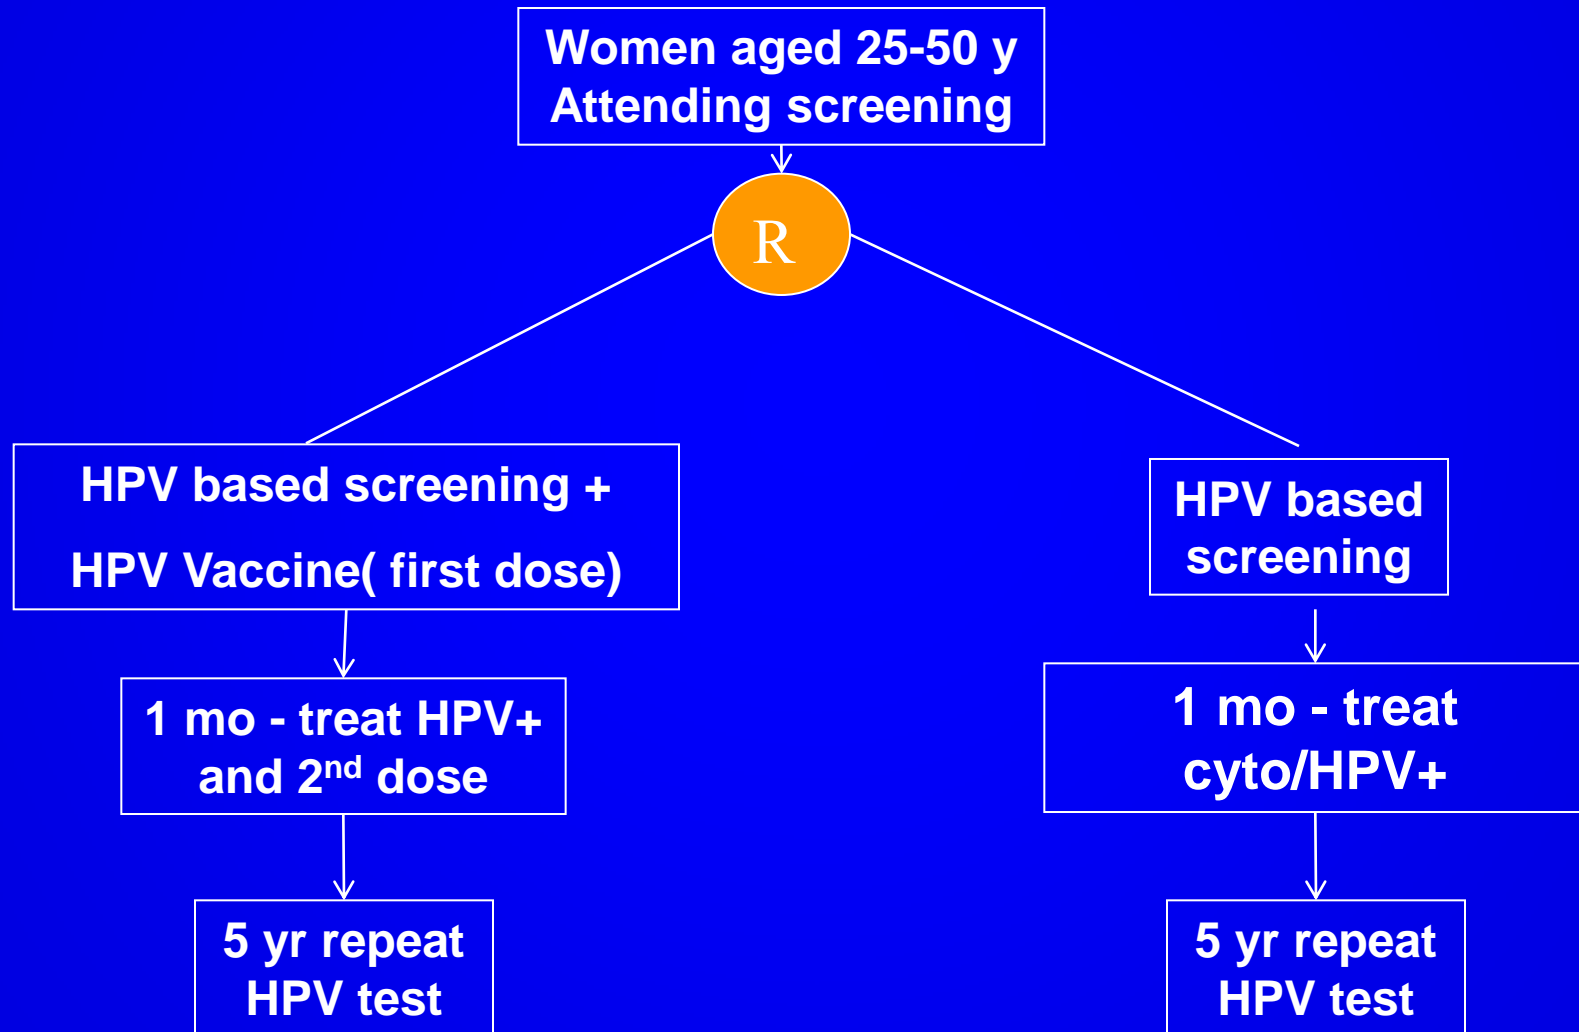 Women aged 25-50 y
Attending screening
R
HPV based screening +
HPV Vaccine( first dose)
HPV based
screening
1 mo - treat HPV+
and 2nd dose
1 mo - treat
cyto/HPV+
5 yr repeat
HPV test
5 yr repeat
HPV test